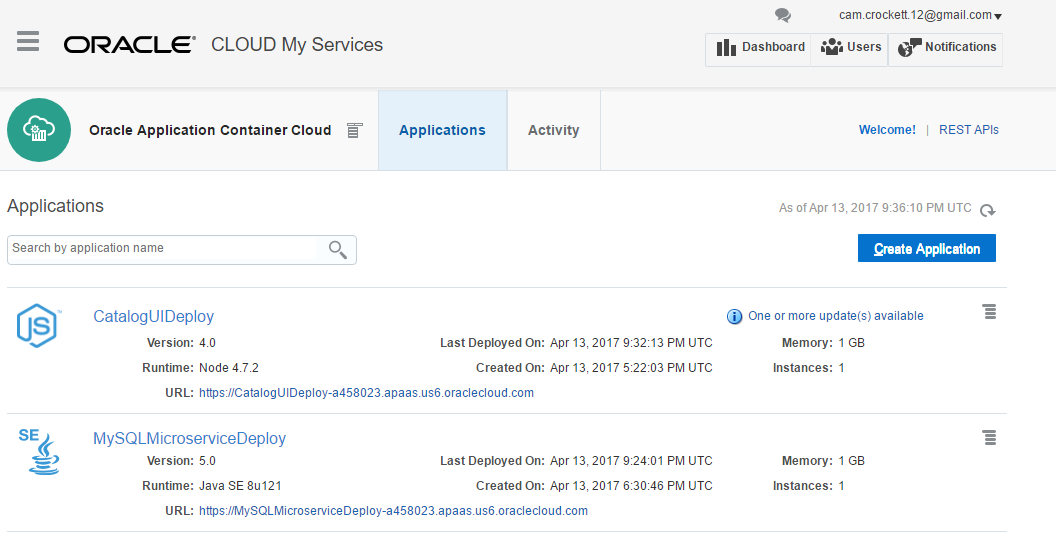 cam.crockett.12@gmail.com
ORACLE CLOUD My Services
Dashboard Users Notifications
Oracle Application Container Cloud Applications Activity Welcome! | REST APIs
Applications As of Apr 13, 2017 9:36:10 PM UTC
Search by application name Create Application
JS CatalogUIDeploy One or more update(s) available
Version: 4.0 Last Deployed On: Apr 13, 2017 9:32:13 PM UTC Memory: 1 GB
Runtime: Node 4.7.2 Created On: Apr 13, 2017 5:22:03 PM UTC Instances: 1
URL: https://CatalogUIDeploy-a458023.apaas.us6.oraclecloud.com
SE MySQLMicroserviceDeploy
Version: 5.0 Last Deployed On: Apr 13, 2017 9:24:01 PM UTC Memory: 1 GB
Runtime: Java SE 8u121 Created On: Apr 13, 2017 6:30:46 PM UTC Instances: 1
URL: https://MySQLMicroserviceDeploy-a458023.apaas.us6.oraclecloud.com